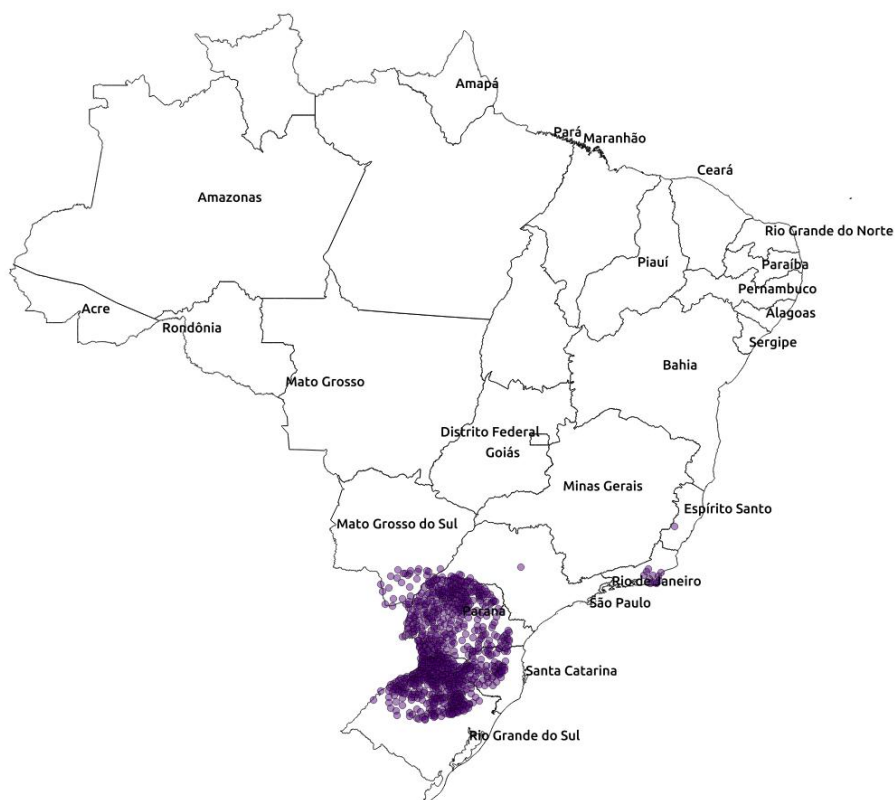 Amapá
Pará
Maranhão
Ceará
Amazonas
Rio Grande do Norte
Piauí
Paraíba
Pernambuco
Acre
Alagoas
Rondônia
Sergipe
Bahia
Mato Grosso
Distrito Federal
Goiás
Minas Gerais
Espírito Santo
Mato Grosso do Sul
Rio de Janeiro
São Paulo
Paraná
Santa Catarina
Rio Grande do Sul